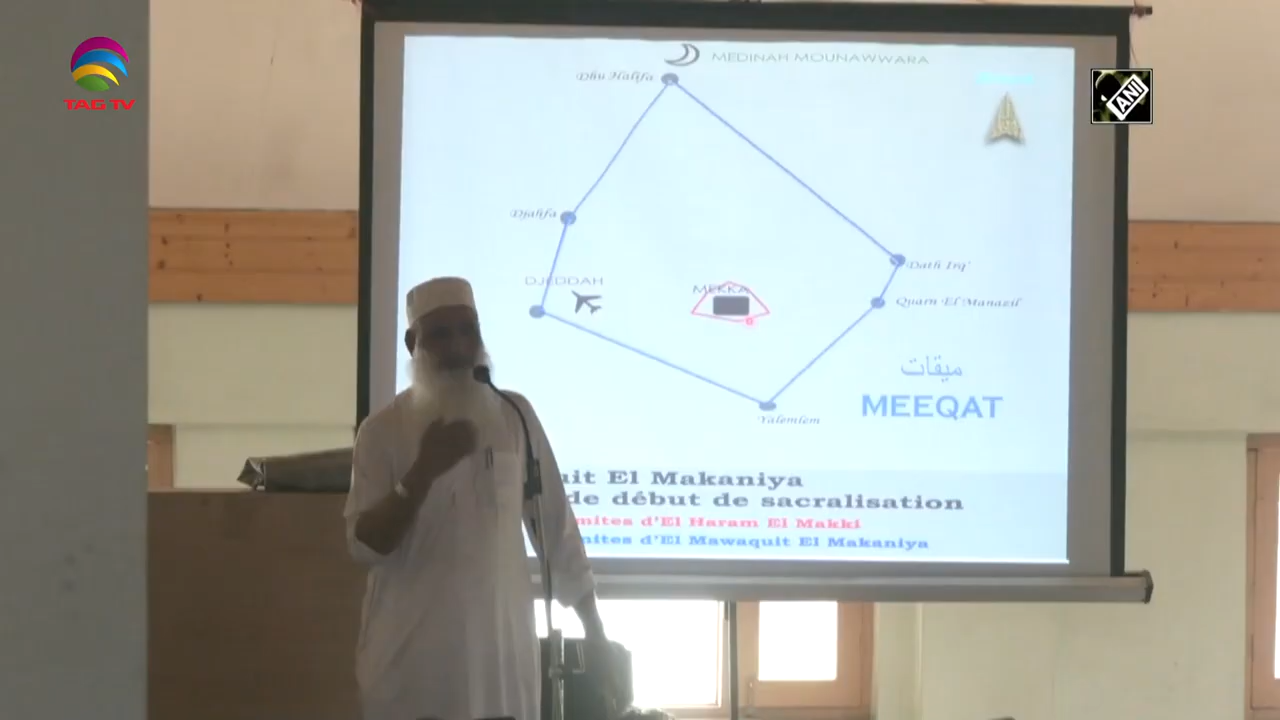 TAG TV
ANI
MEDINAH MOUNAWWARA
Dhu Halifa
Djahfa
Dath Irq'
DJEDDAH
MEKKA
Quarn El Manazil
ميقات
MEEQAT
Yalemlem
uit El Makaniya
de début de sacralisation
mites d'El Haram El Makki
mites d'El Mawaquit El Makaniya